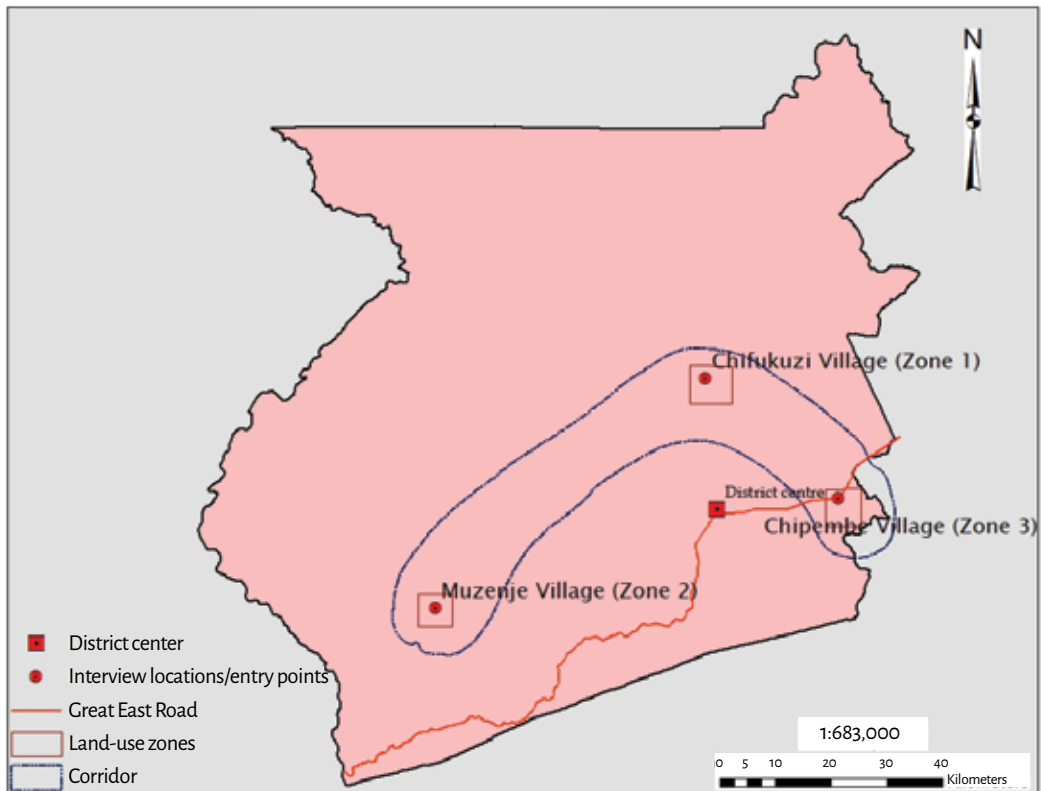 N
Chifukuzi Village (Zone 1)
District centre
Chipembe Village (Zone 3)
Muzenje Village (Zone 2)
District center
Interview locations/entry points
Great East Road
Land-use zones
Corridor
1:683,000
0 5 10 20 30 40
Kilometers